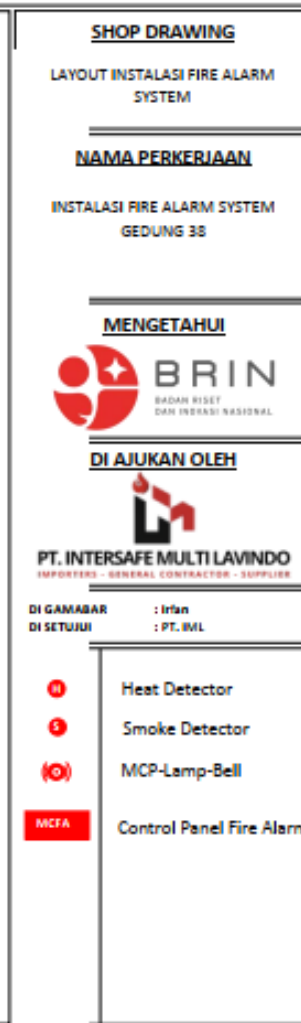 SHOP DRAWING
LAYOUT INSTALASI FIRE ALARM
SYSTEM
NAMA PERKERJAAN
INSTALASI FIRE ALARM SYSTEM
GEDUNG 38
MENGETAHUI
BRIN
BADAN RISET
DAN INOVASI NASIONAL
DI AJUKAN OLEH
PT. INTERSAFE MULTI LAVINDO
IMPORTERS - GENERAL CONTRACTOR - SUPPLIER
DI GAMABAR : Irfan
DI SETUJUI : PT. IML
H Heat Detector
S Smoke Detector
O MCP-Lamp-Bell
MCFA Control Panel Fire Alarm